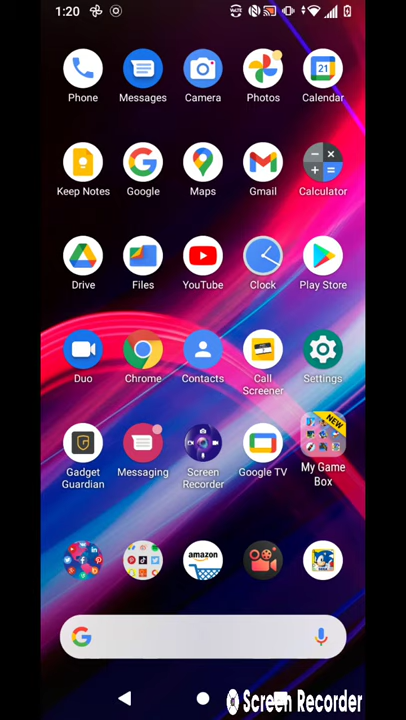 1:20
Phone
Messages
Camera
Photos
21
Calendar
Keep Notes
Google
Maps
Gmail
Calculator
Drive
Files
YouTube
Clock
Play Store
Duo
Chrome
Contacts
Call
Screener
Settings
NEW
Gadget
Guardian
Messaging
Screen
Recorder
Google TV
My Game
Box
amazon
Screen Recorder